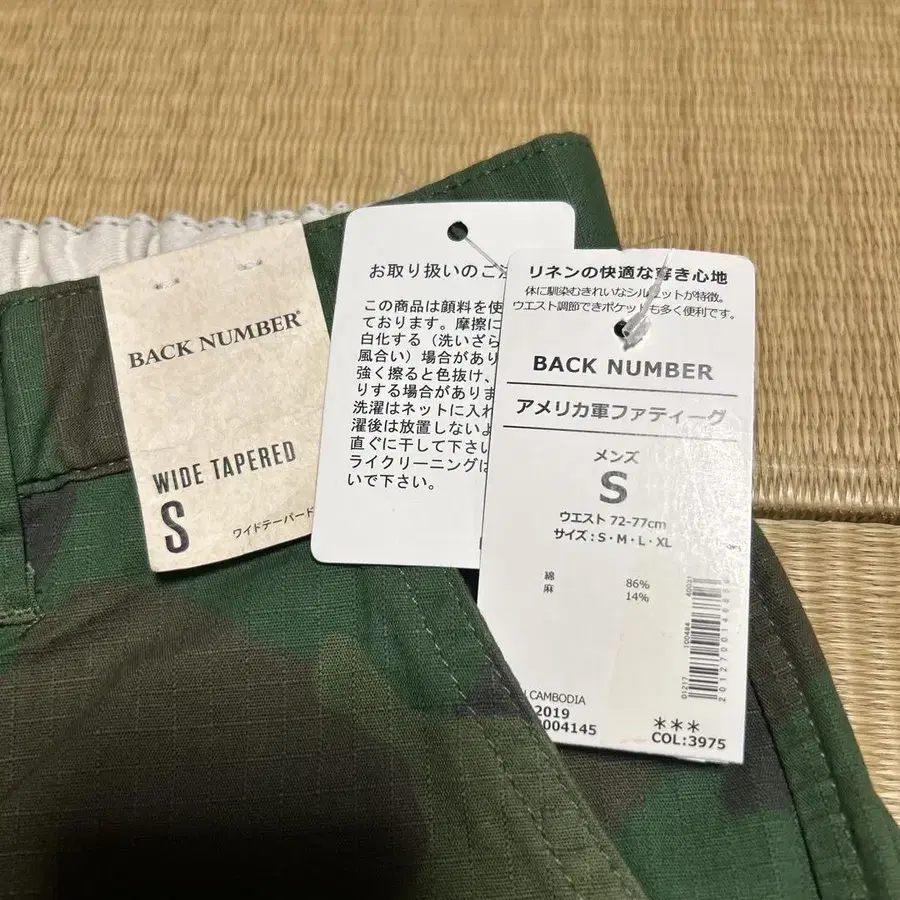 BACK NUMBER®
WIDE TAPERED
S
ワイドテーパード
お取り扱いのご
この商品は顔料を使
ております。摩擦に
白化する（洗いざら
風合い）場合があり
強く擦ると色抜け、
りする場合がありま
洗濯はネットに入れ
濯後は放置しないよ
直ぐに干して下さい
ライクリーニングは
いで下さい。
リネンの快適な穿き心地
体に馴染むきれいなシルエットが特徴。
ウエスト調節できポケットも多く便利です。
BACK NUMBER
アメリカ軍ファティーグ
メンズ
S
ウエスト 72-77cm
サイズ：S・M・L・XL
綿 86%
麻 14%
CAMBODIA
2019
004145
***
COL:3975